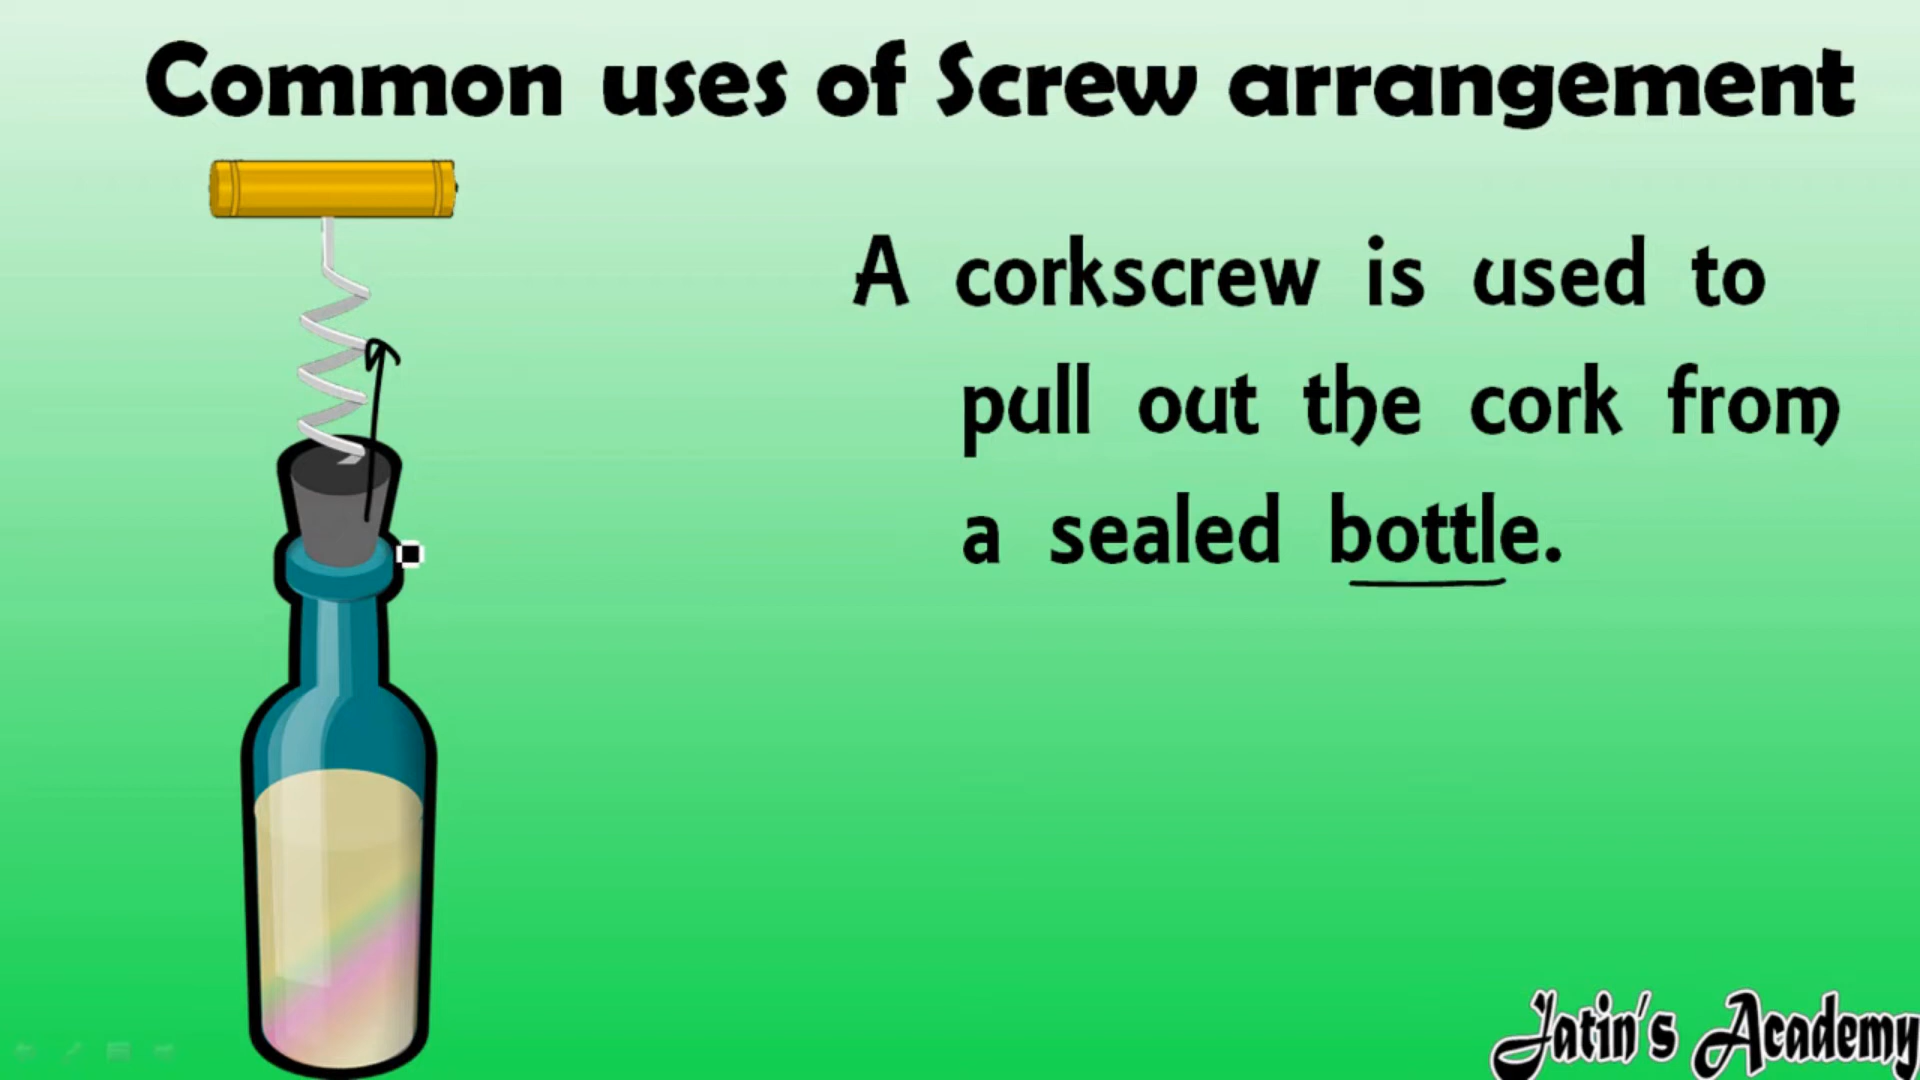 Common uses of Screw arrangement
A corkscrew is used to
pull out the cork from
a sealed bottle.
Jatin's Academy